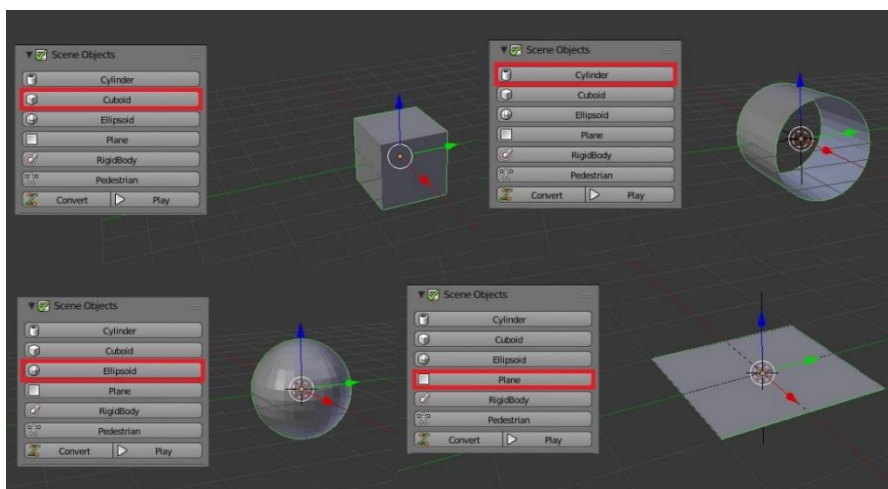 Scene Objects
Cylinder
Cuboid
Ellipsoid
Plane
RigidBody
Pedestrian
Convert Play
Scene Objects
Cylinder
Cuboid
Ellipsoid
Plane
RigidBody
Pedestrian
Convert Play
Scene Objects
Cylinder
Cuboid
Ellipsoid
Plane
RigidBody
Pedestrian
Convert Play
Scene Objects
Cylinder
Cuboid
Ellipsoid
Plane
RigidBody
Pedestrian
Convert Play